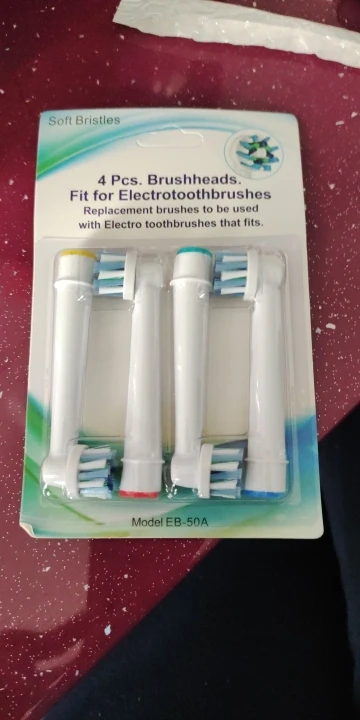 Soft Bristles
4 Pcs. Brushheads.
Fit for Electrotoothbrushes
Replacement brushes to be used
with Electro toothbrushes that fits.
Model EB-50A